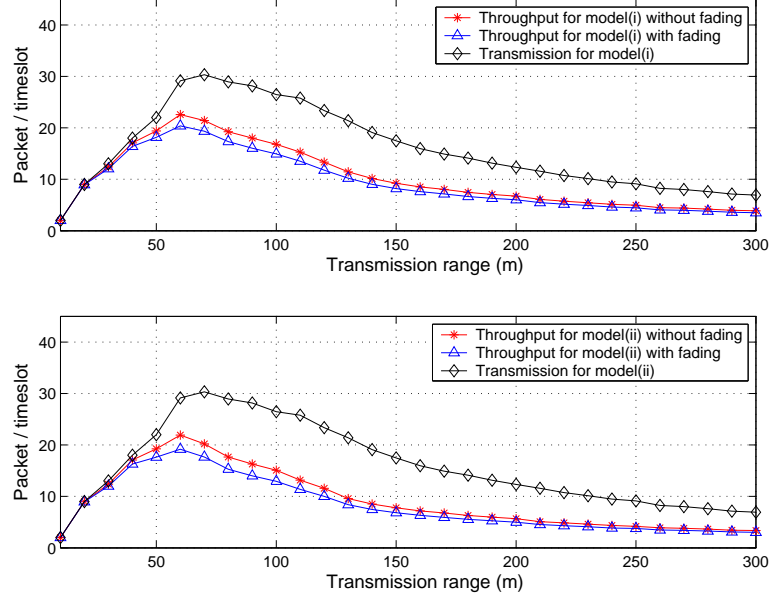 Throughput for model(i) without fading
Throughput for model(i) with fading
Transmission for model(i)
Packet / timeslot
40
30
20
10
0
50
100
150
200
250
300
Transmission range (m)
Throughput for model(ii) without fading
Throughput for model(ii) with fading
Transmission for model(ii)
Packet / timeslot
40
30
20
10
0
50
100
150
200
250
300
Transmission range (m)